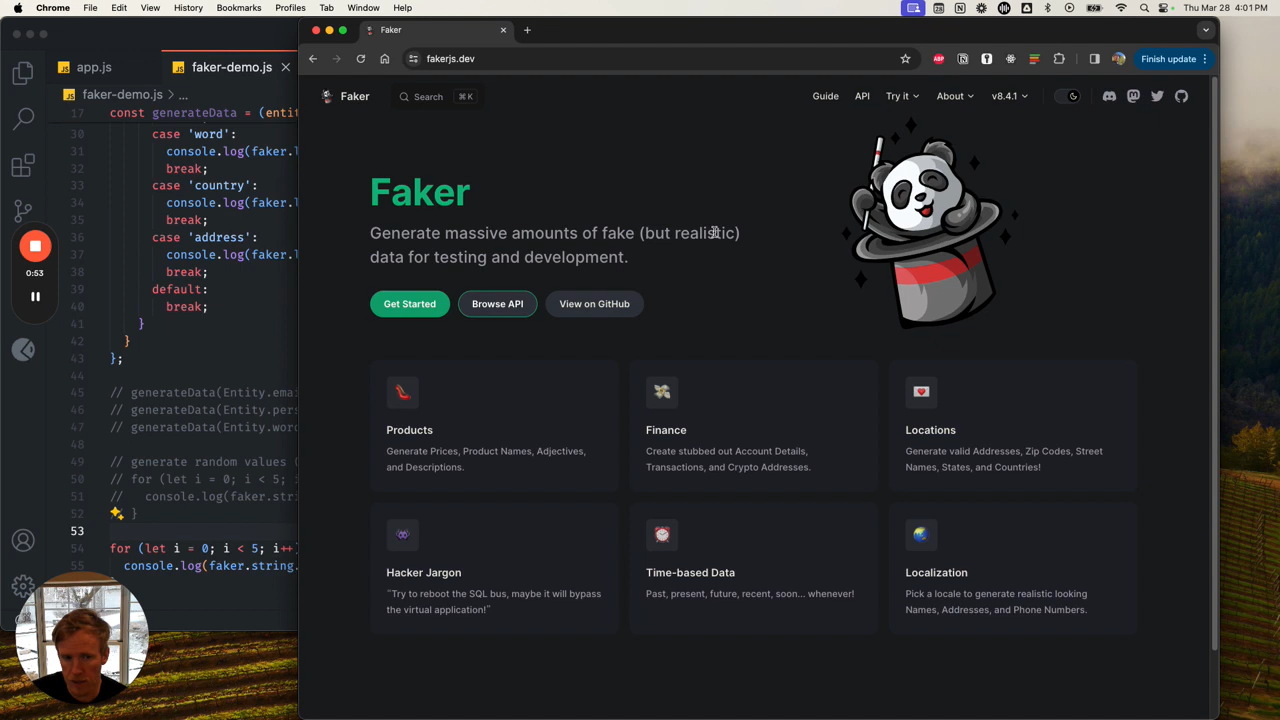 Chrome File Edit View History Bookmarks Profiles Tab Window Help
Thu Mar 28 4:01 PM
JS app.js
JS faker-demo.js
JS faker-demo.js > ...
17 const generateData = (entit
30 case 'word':
31 console.log(faker.l
32 break;
33 case 'country':
34 console.log(faker.l
35 break;
36 case 'address':
37 console.log(faker.l
38 break;
39 default:
40 break;
41 }
42 }
43 };
44
45 // generateData(Entity.emai
46 // generateData(Entity.pers
47 // generateData(Entity.word
48
49 // generate random values (
50 // for (let i = 0; i < 5; i
51 // console.log(faker.stri
52 }
53
54 for (let i = 0; i < 5; i++)
55 console.log(faker.string.
0:53
Faker
fakerjs.dev
ABP
Finish update
Faker
Search ⌘ K
Guide API Try it About v8.4.1
Faker
Generate massive amounts of fake (but realistic)
data for testing and development.
Get Started Browse API View on GitHub
Products
Generate Prices, Product Names, Adjectives,
and Descriptions.
Finance
Create stubbed out Account Details,
Transactions, and Crypto Addresses.
Locations
Generate valid Addresses, Zip Codes, Street
Names, States, and Countries!
Hacker Jargon
"Try to reboot the SQL bus, maybe it will bypass
the virtual application!"
Time-based Data
Past, present, future, recent, soon... whenever!
Localization
Pick a locale to generate realistic looking
Names, Addresses, and Phone Numbers.